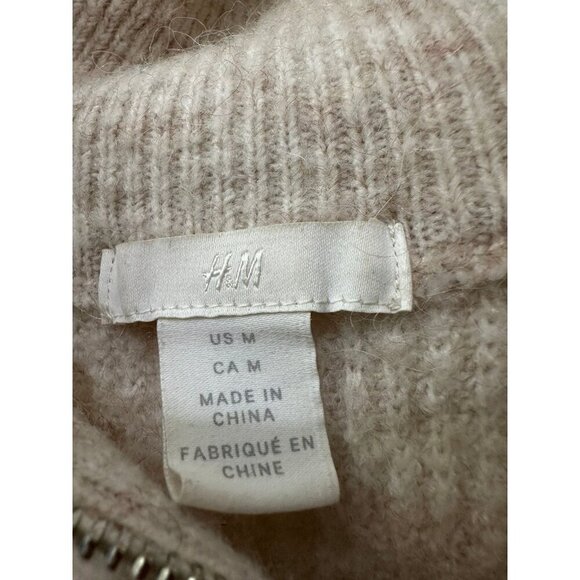 H&M
US M
CA M
MADE IN
CHINA
FABRIQUÉ EN
CHINE